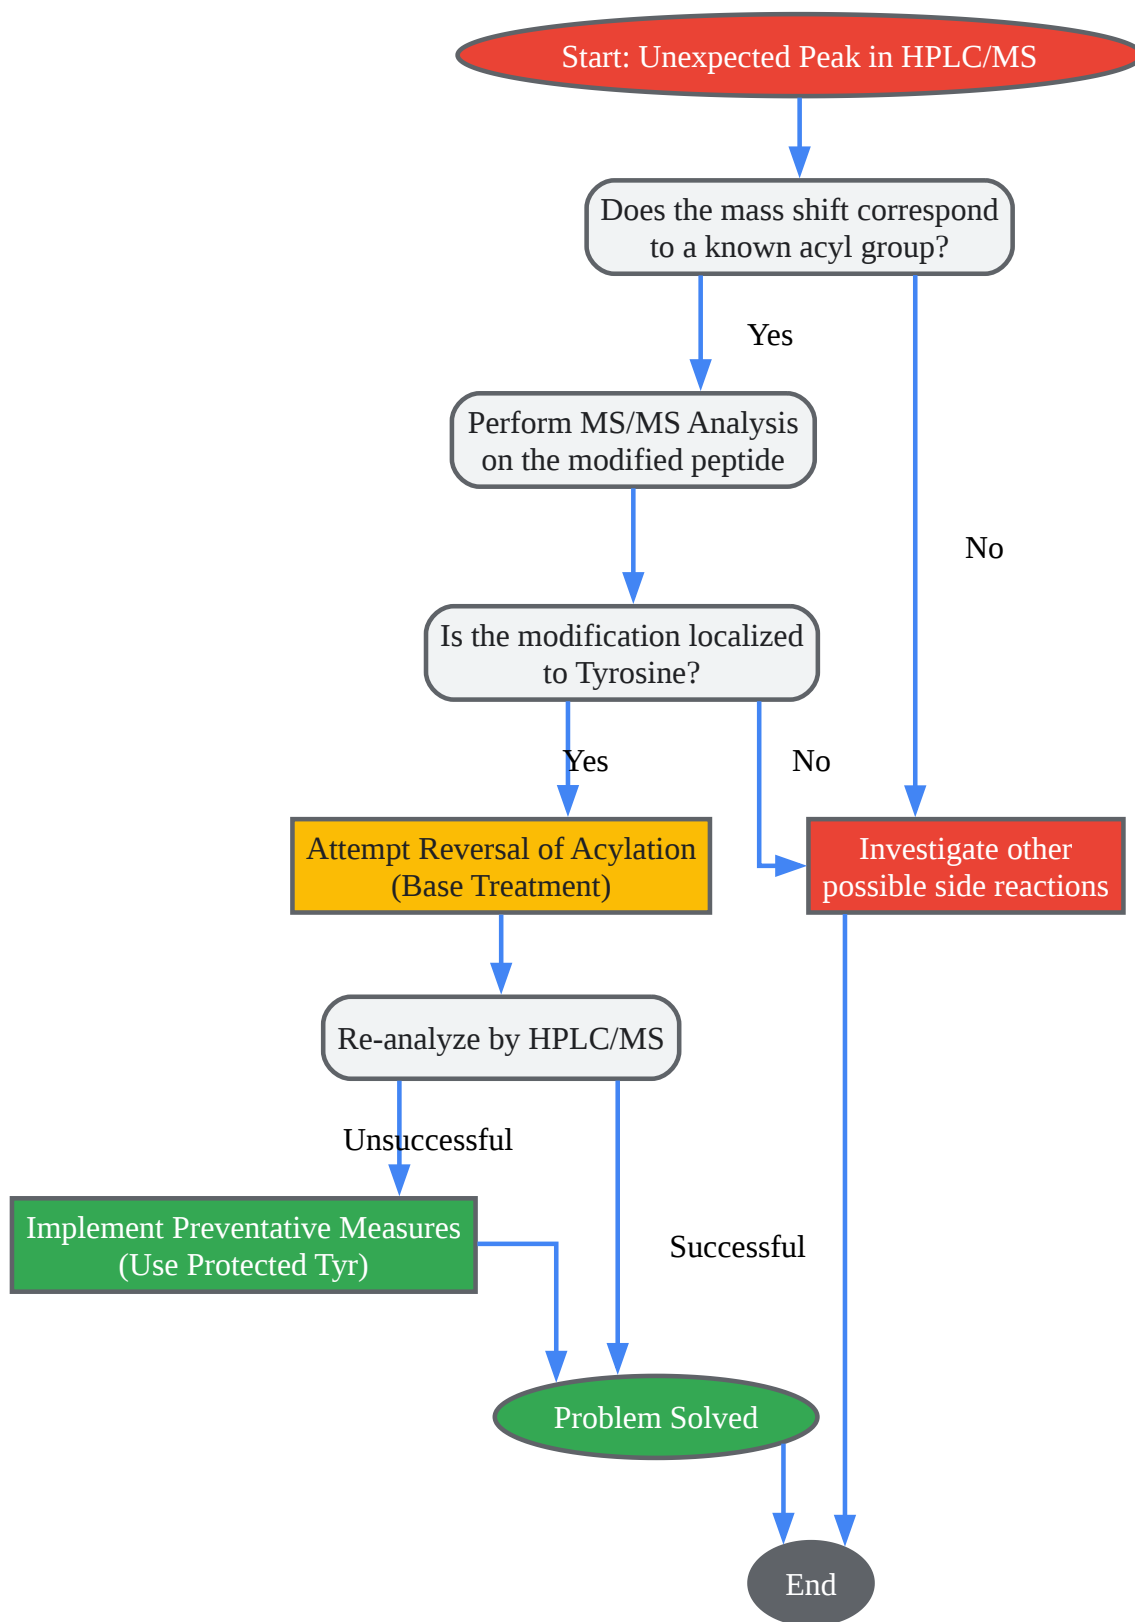 Start: Unexpected Peak in HPLC/MS
Does the mass shift correspond
to a known acyl group?
Yes
Perform MS/MS Analysis
on the modified peptide
No
Is the modification localized
to Tyrosine?
Yes
No
Attempt Reversal of Acylation
(Base Treatment)
Investigate other
possible side reactions
Re-analyze by HPLC/MS
Unsuccessful
Implement Preventative Measures
(Use Protected Tyr)
Successful
Problem Solved
End